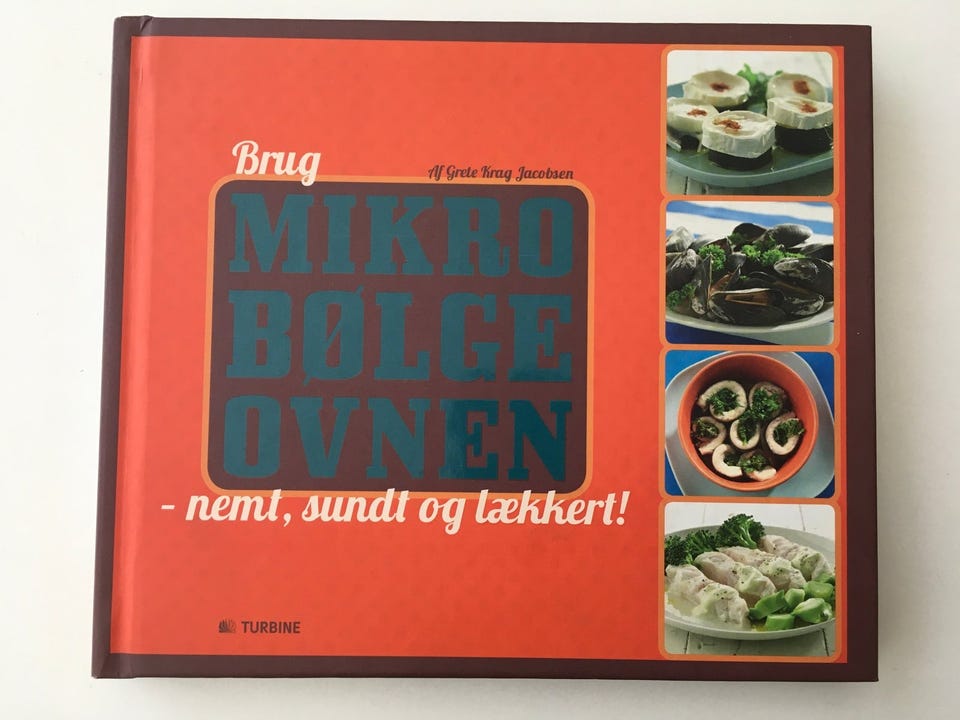 Brug
Af Grete Krag Jacobsen
MIKRO
BØLGE
OVNEN
- nemt, sundt og lækkert!
TURBINE